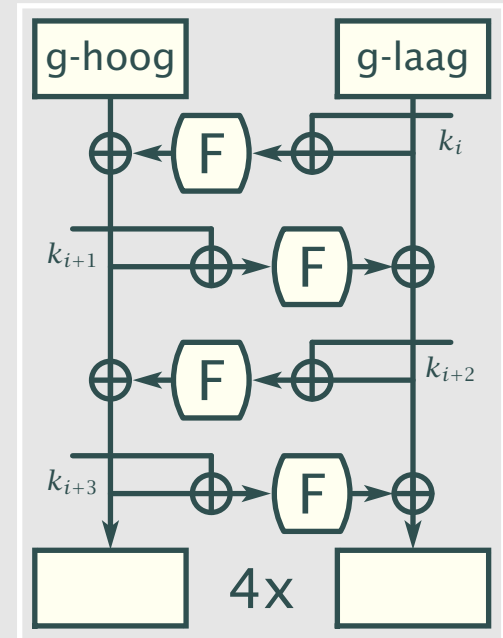 g-hoog g-laag
F
k_i
k_{i+1}
F
F
k_{i+2}
k_{i+3}
F
4x